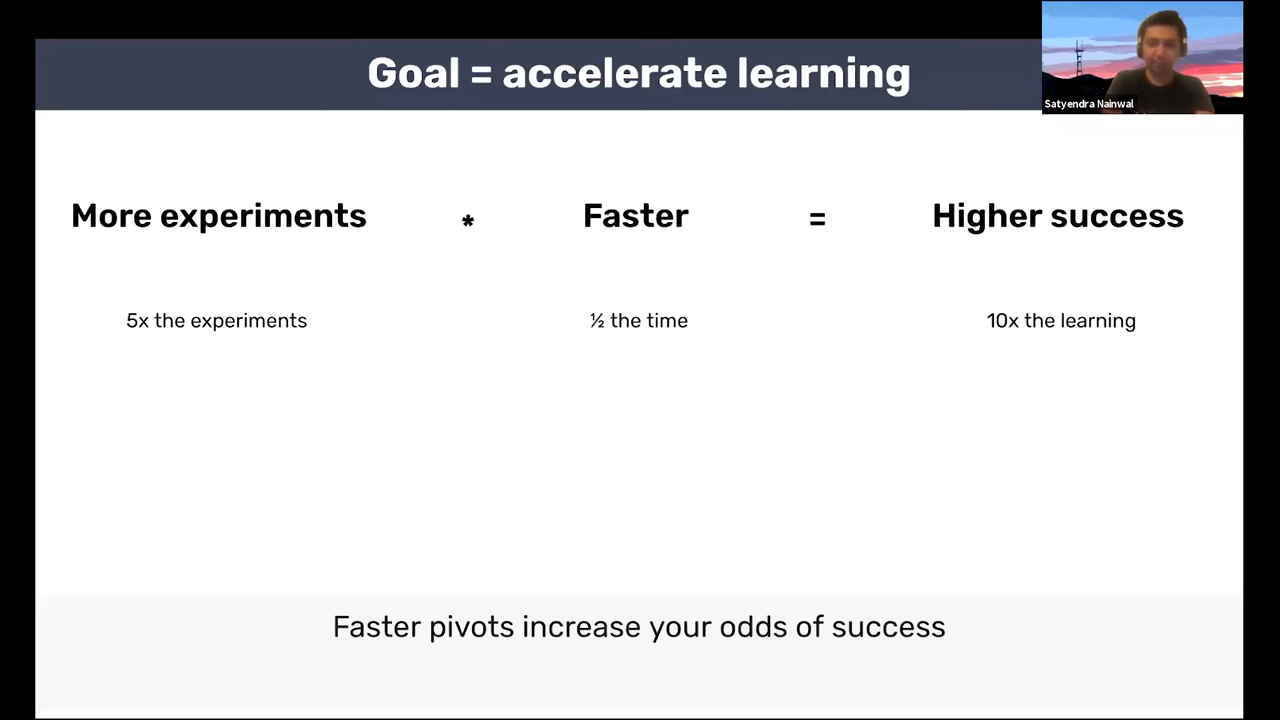 Goal = accelerate learning
Satyendra Nainwal
More experiments * Faster = Higher success
5x the experiments ½ the time 10x the learning
Faster pivots increase your odds of success